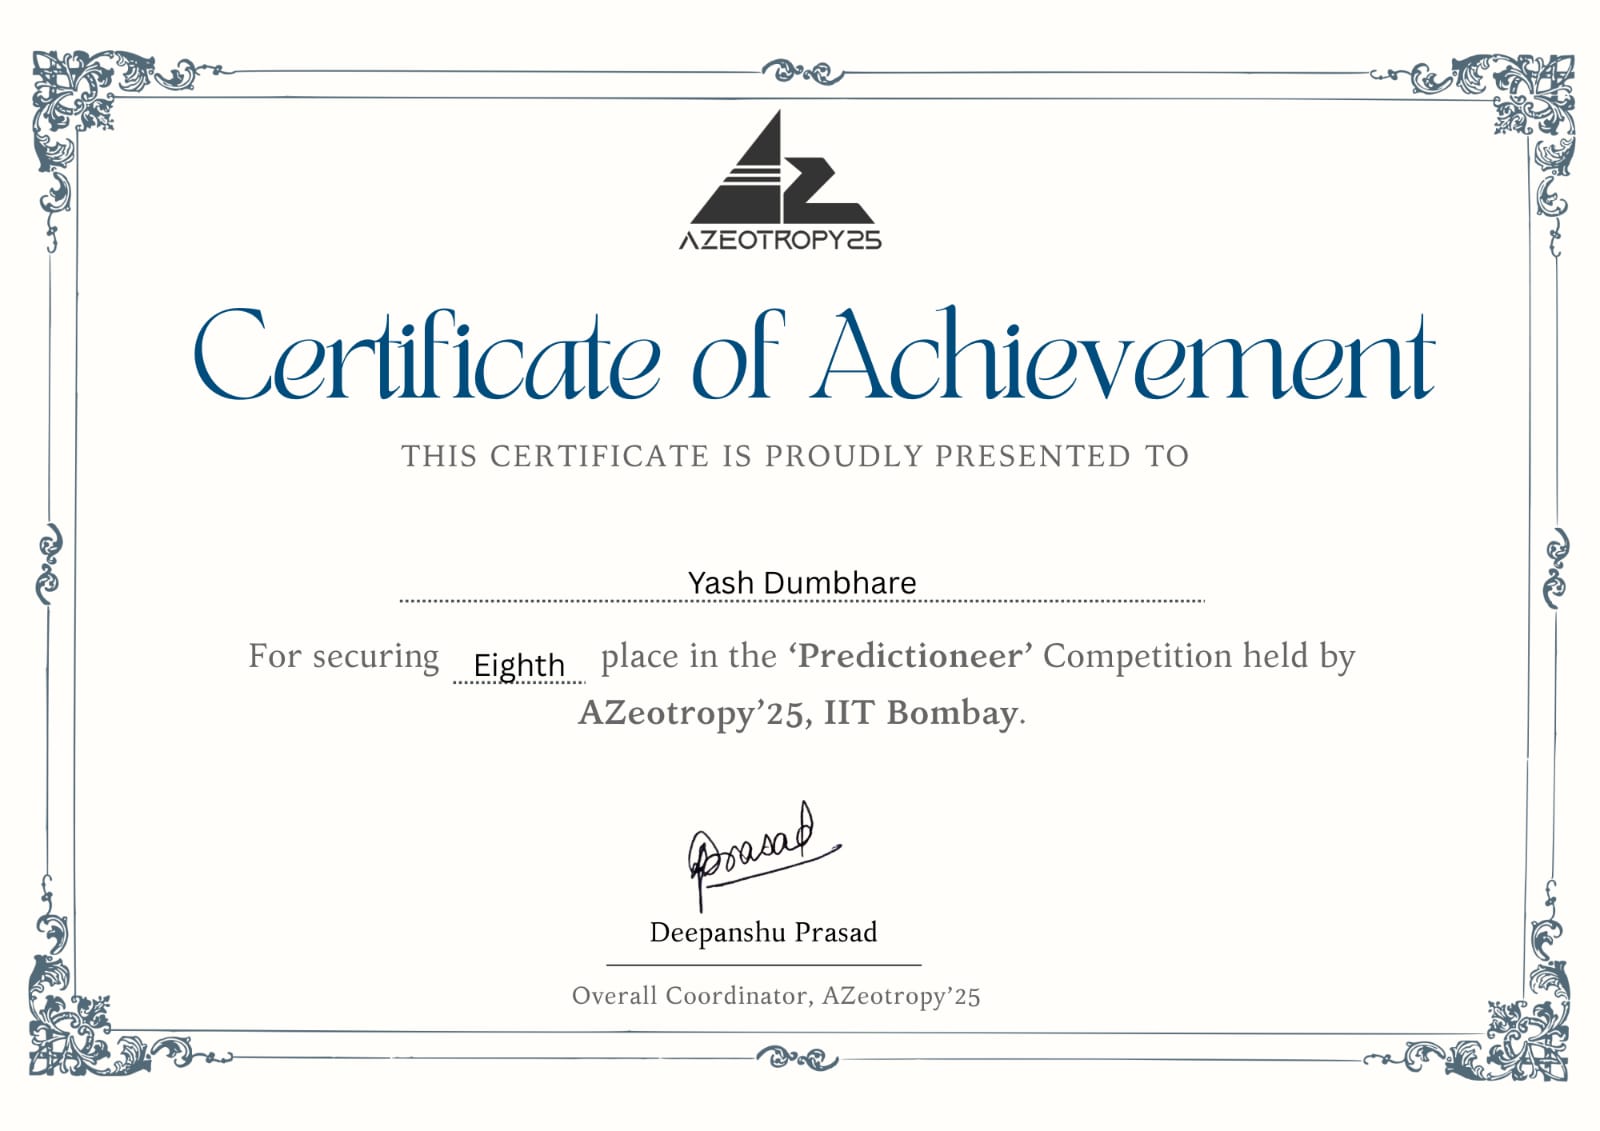 AZEOTROPY25
Certificate of Achievement
THIS CERTIFICATE IS PROUDLY PRESENTED TO
Yash Dumbhare
For securing Eighth place in the ‘Predictioneer’ Competition held by
AZeotropy’25, IIT Bombay.
Prasad
Deepanshu Prasad
Overall Coordinator, AZeotropy’25